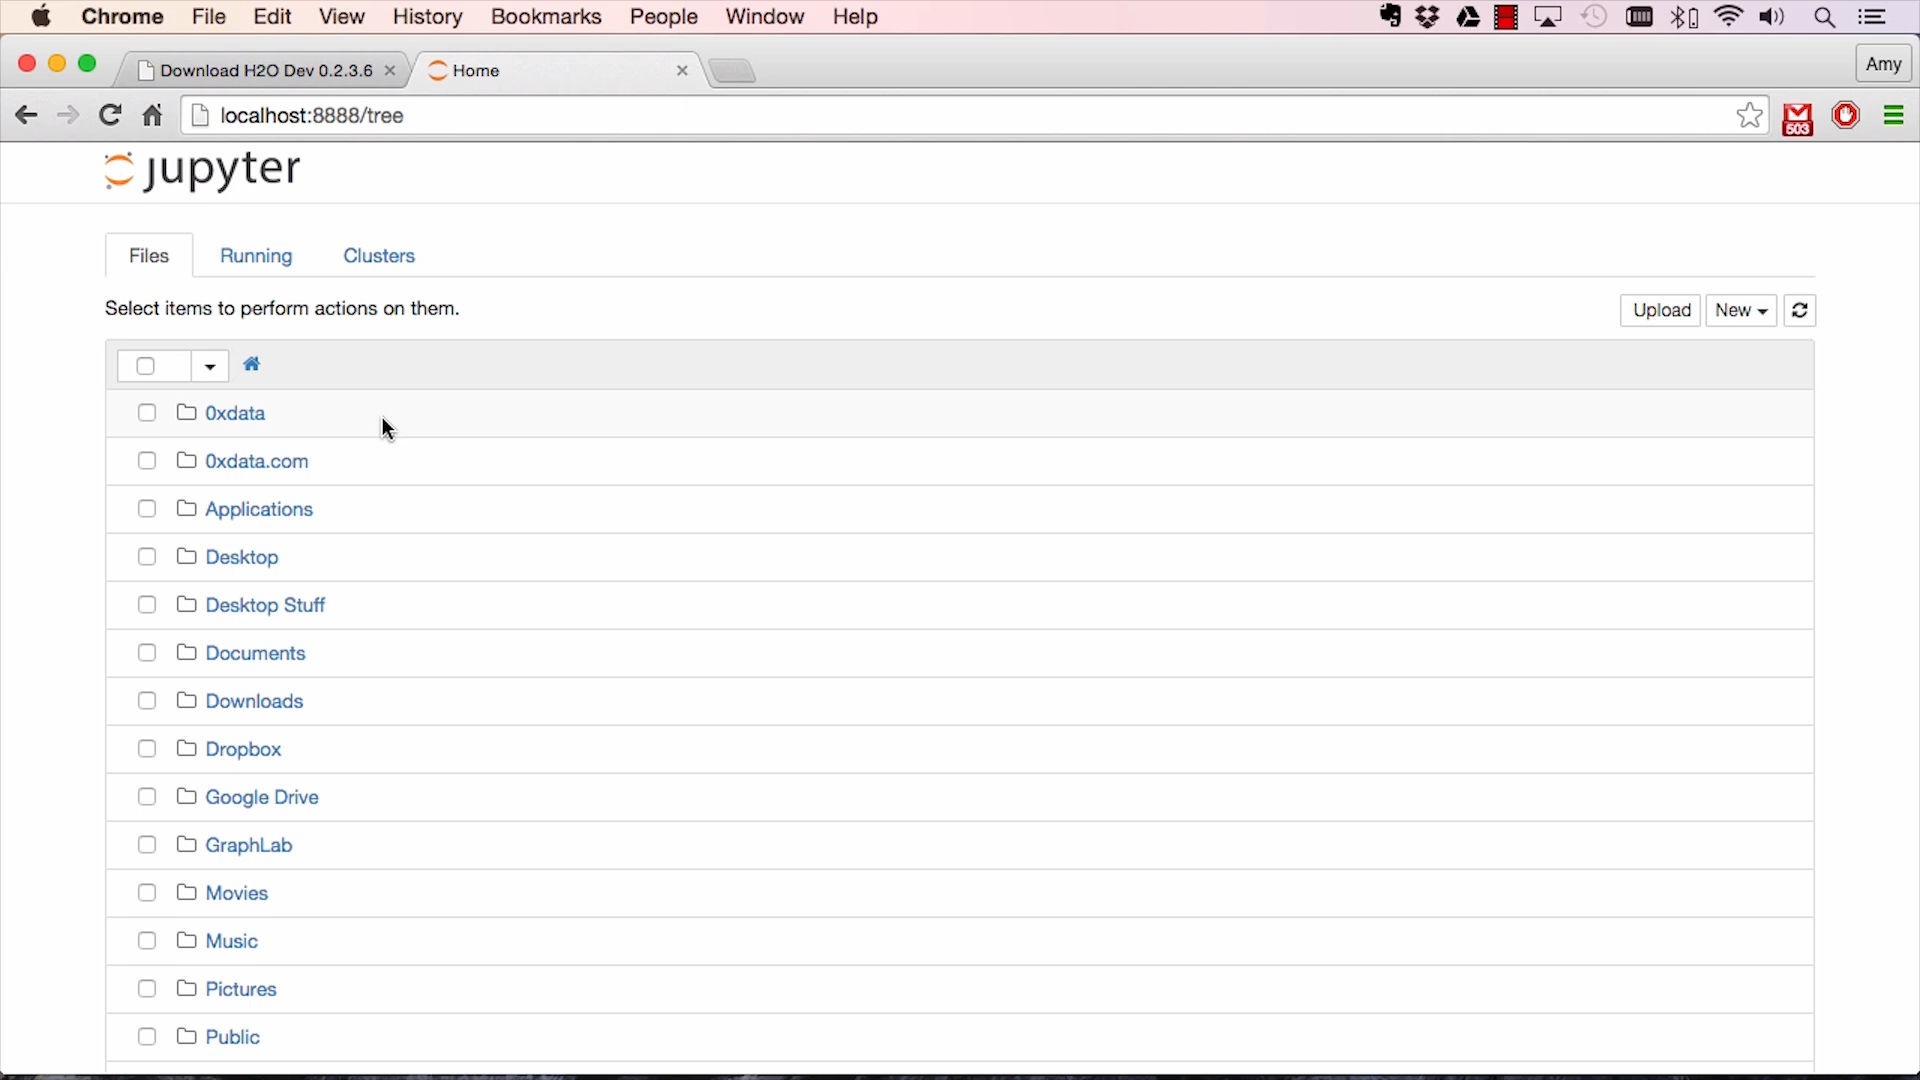 Chrome File Edit View History Bookmarks People Window Help
Download H2O Dev 0.2.3.6 Home Amy
localhost:8888/tree 503
jupyter
Files Running Clusters
Select items to perform actions on them. Upload New
0xdata
0xdata.com
Applications
Desktop
Desktop Stuff
Documents
Downloads
Dropbox
Google Drive
GraphLab
Movies
Music
Pictures
Public